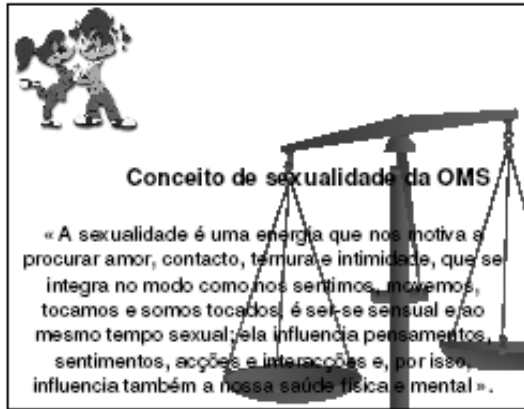 Conceito de sexualidade da OMS
« A sexualidade é uma energia que nos motiva a
procurar amor, contacto, ternura e intimidade, que se
integra no modo como nos sentimos, movemos,
tocamos e somos tocados, é ser-se sensual e ao
mesmo tempo sexual; ela influencia pensamentos,
sentimentos, acções e interacções e, por isso,
influencia também a nossa saúde física e mental ».